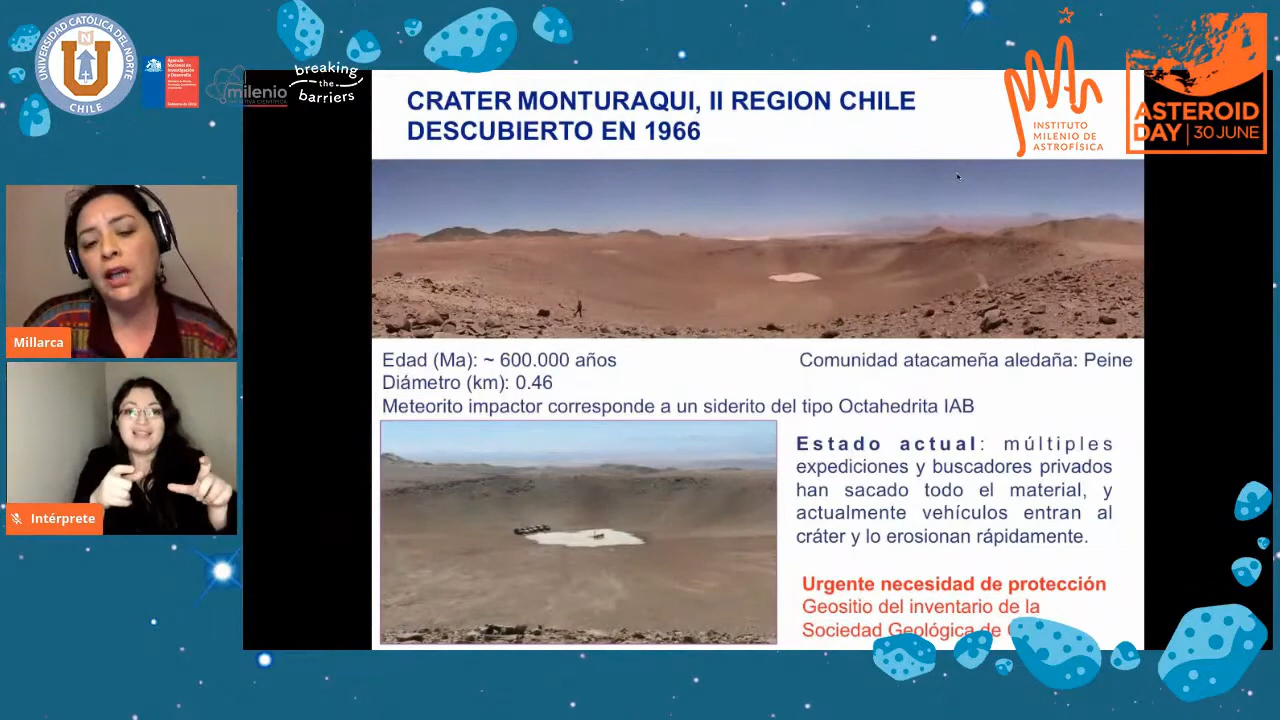 UNIVERSIDAD CATÓLICA DEL NORTE
CHILE
milenio
breaking
the
barriers
INSTITUTO
MILENIO DE
ASTROFÍSICA
ASTEROID
DAY | 30 JUNE
CRATER MONTURAQUI, II REGION CHILE
DESCUBIERTO EN 1966
Millarca
Intérprete
Edad (Ma): ~ 600.000 años
Comunidad atacameña aledaña: Peine
Diámetro (km): 0.46
Meteorito impactor corresponde a un siderito del tipo Octahedrita IAB
Estado actual: múltiples
expediciones y buscadores privados
han sacado todo el material, y
actualmente vehículos entran al
cráter y lo erosionan rápidamente.
Urgente necesidad de protección
Geositio del inventario de la
Sociedad Geológica de